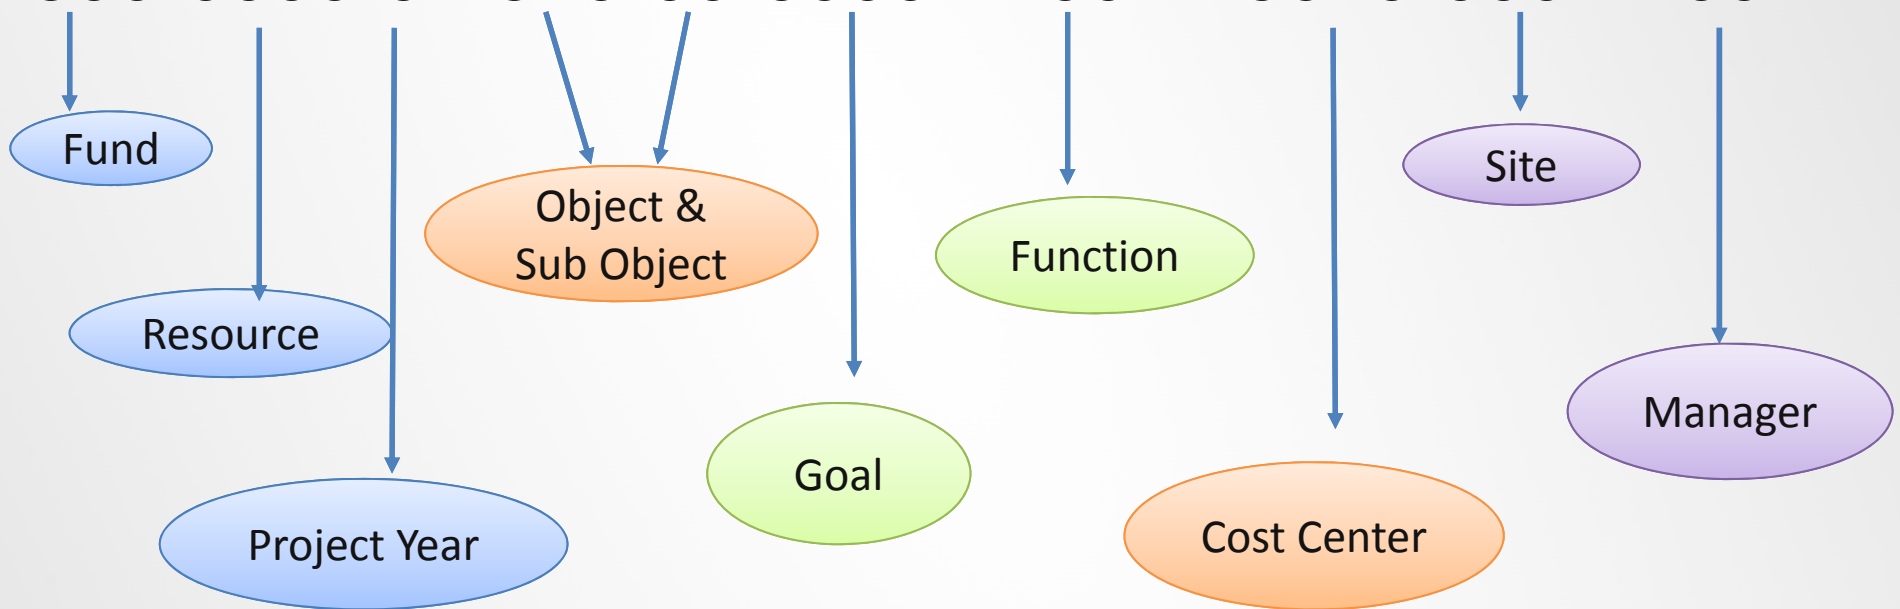 Fund
Site
Object &
Sub Object
Function
Resource
Manager
Goal
Project Year
Cost Center